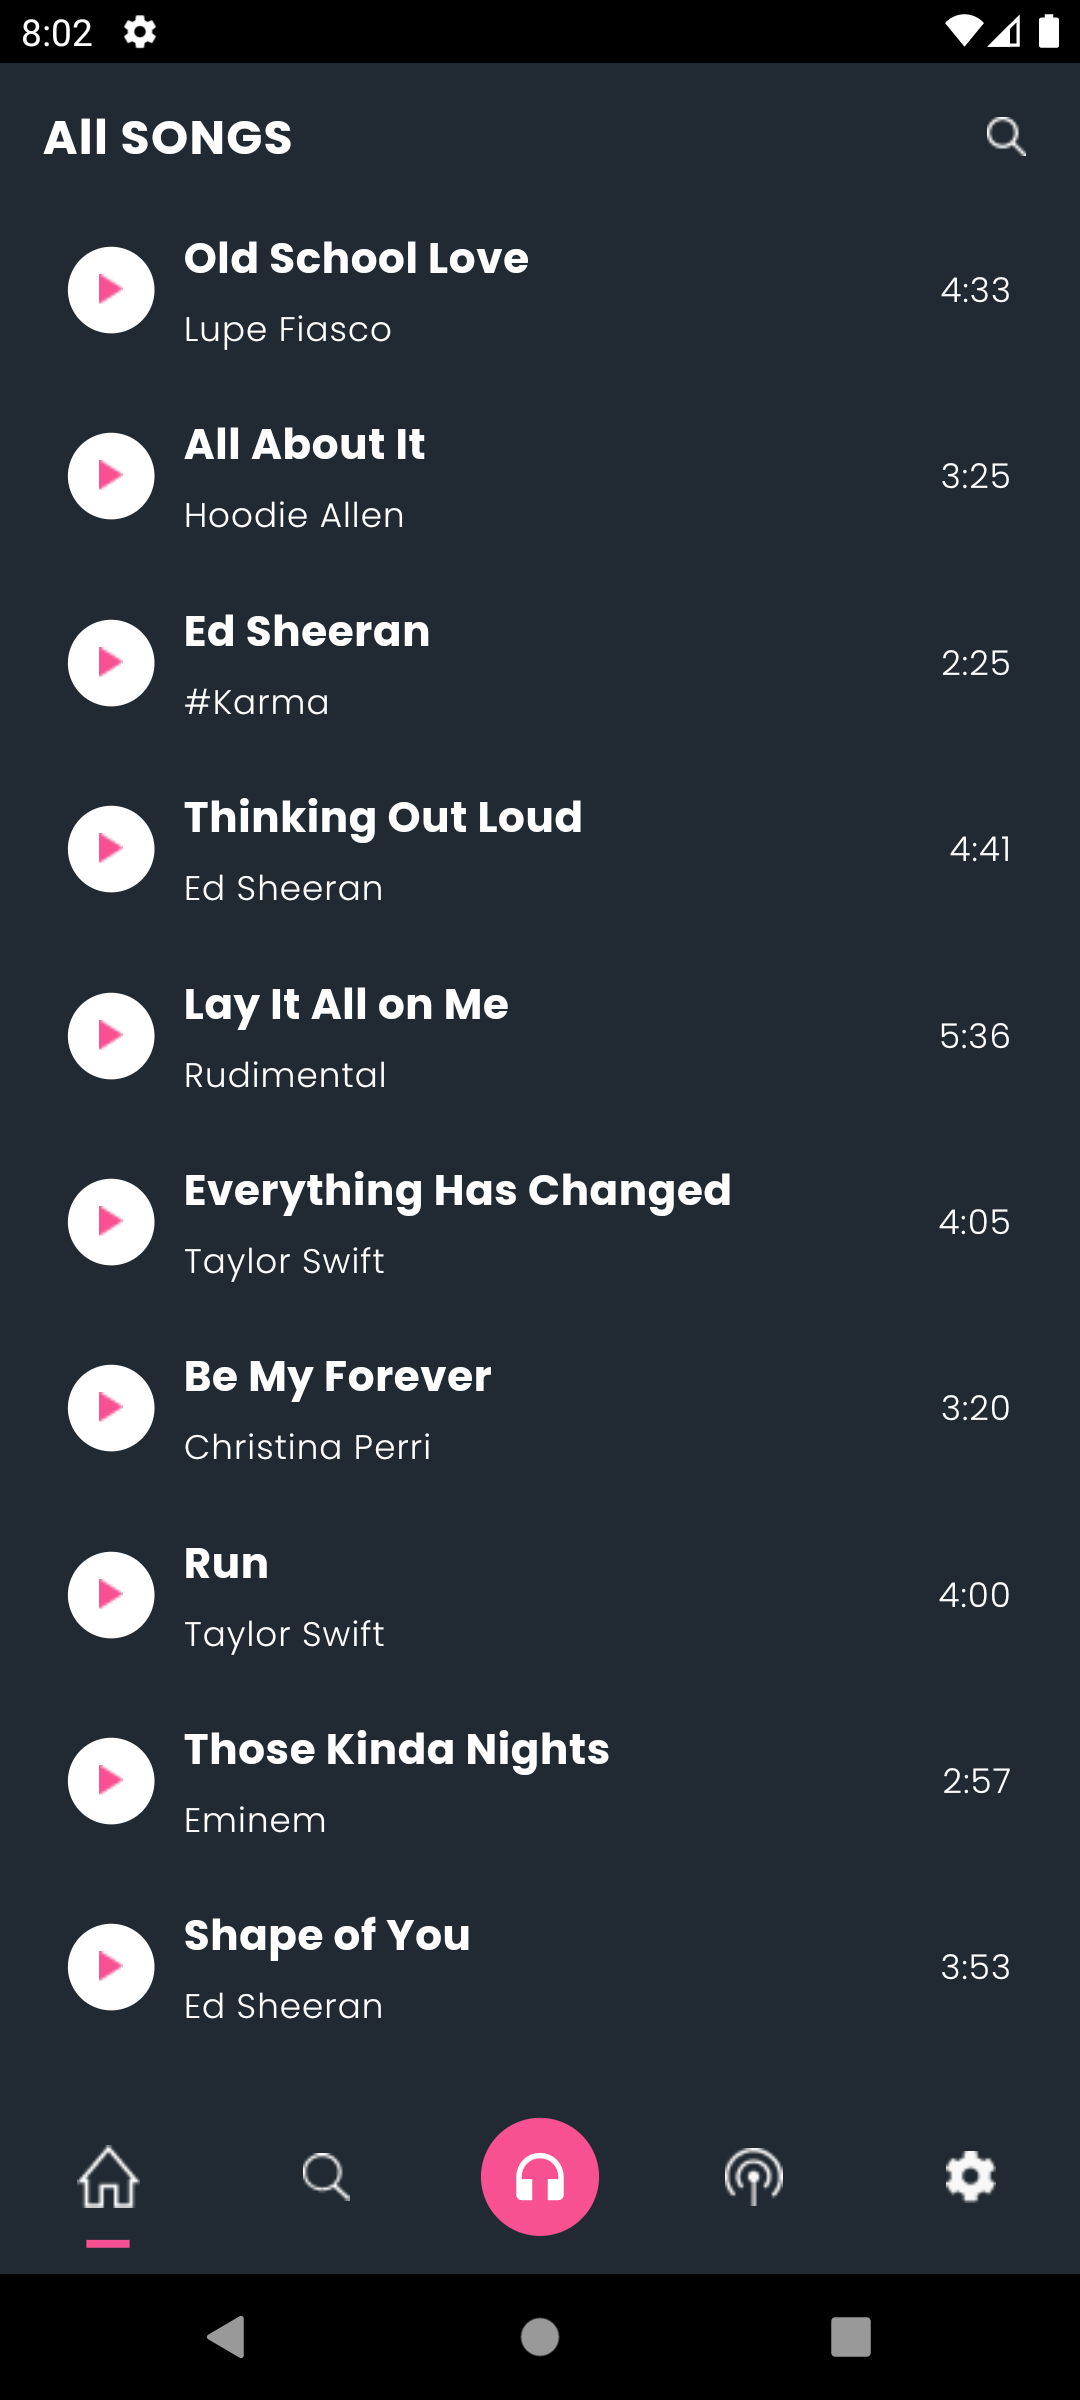 8:02
All SONGS
Old School Love
4:33
Lupe Fiasco
All About It
3:25
Hoodie Allen
Ed Sheeran
2:25
#Karma
Thinking Out Loud
4:41
Ed Sheeran
Lay It All on Me
5:36
Rudimental
Everything Has Changed
4:05
Taylor Swift
Be My Forever
3:20
Christina Perri
Run
4:00
Taylor Swift
Those Kinda Nights
2:57
Eminem
Shape of You
3:53
Ed Sheeran